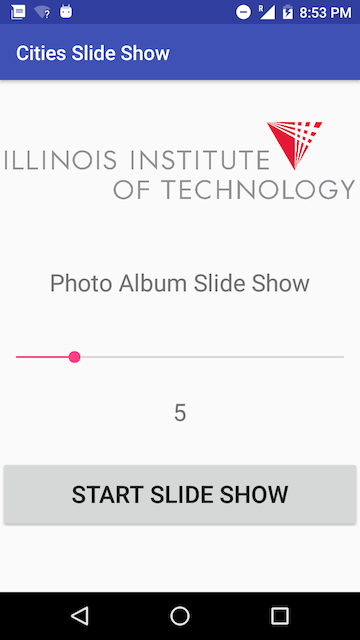 R
8:53 PM
Cities Slide Show
ILLINOIS INSTITUTE
OF TECHNOLOGY
Photo Album Slide Show
5
START SLIDE SHOW